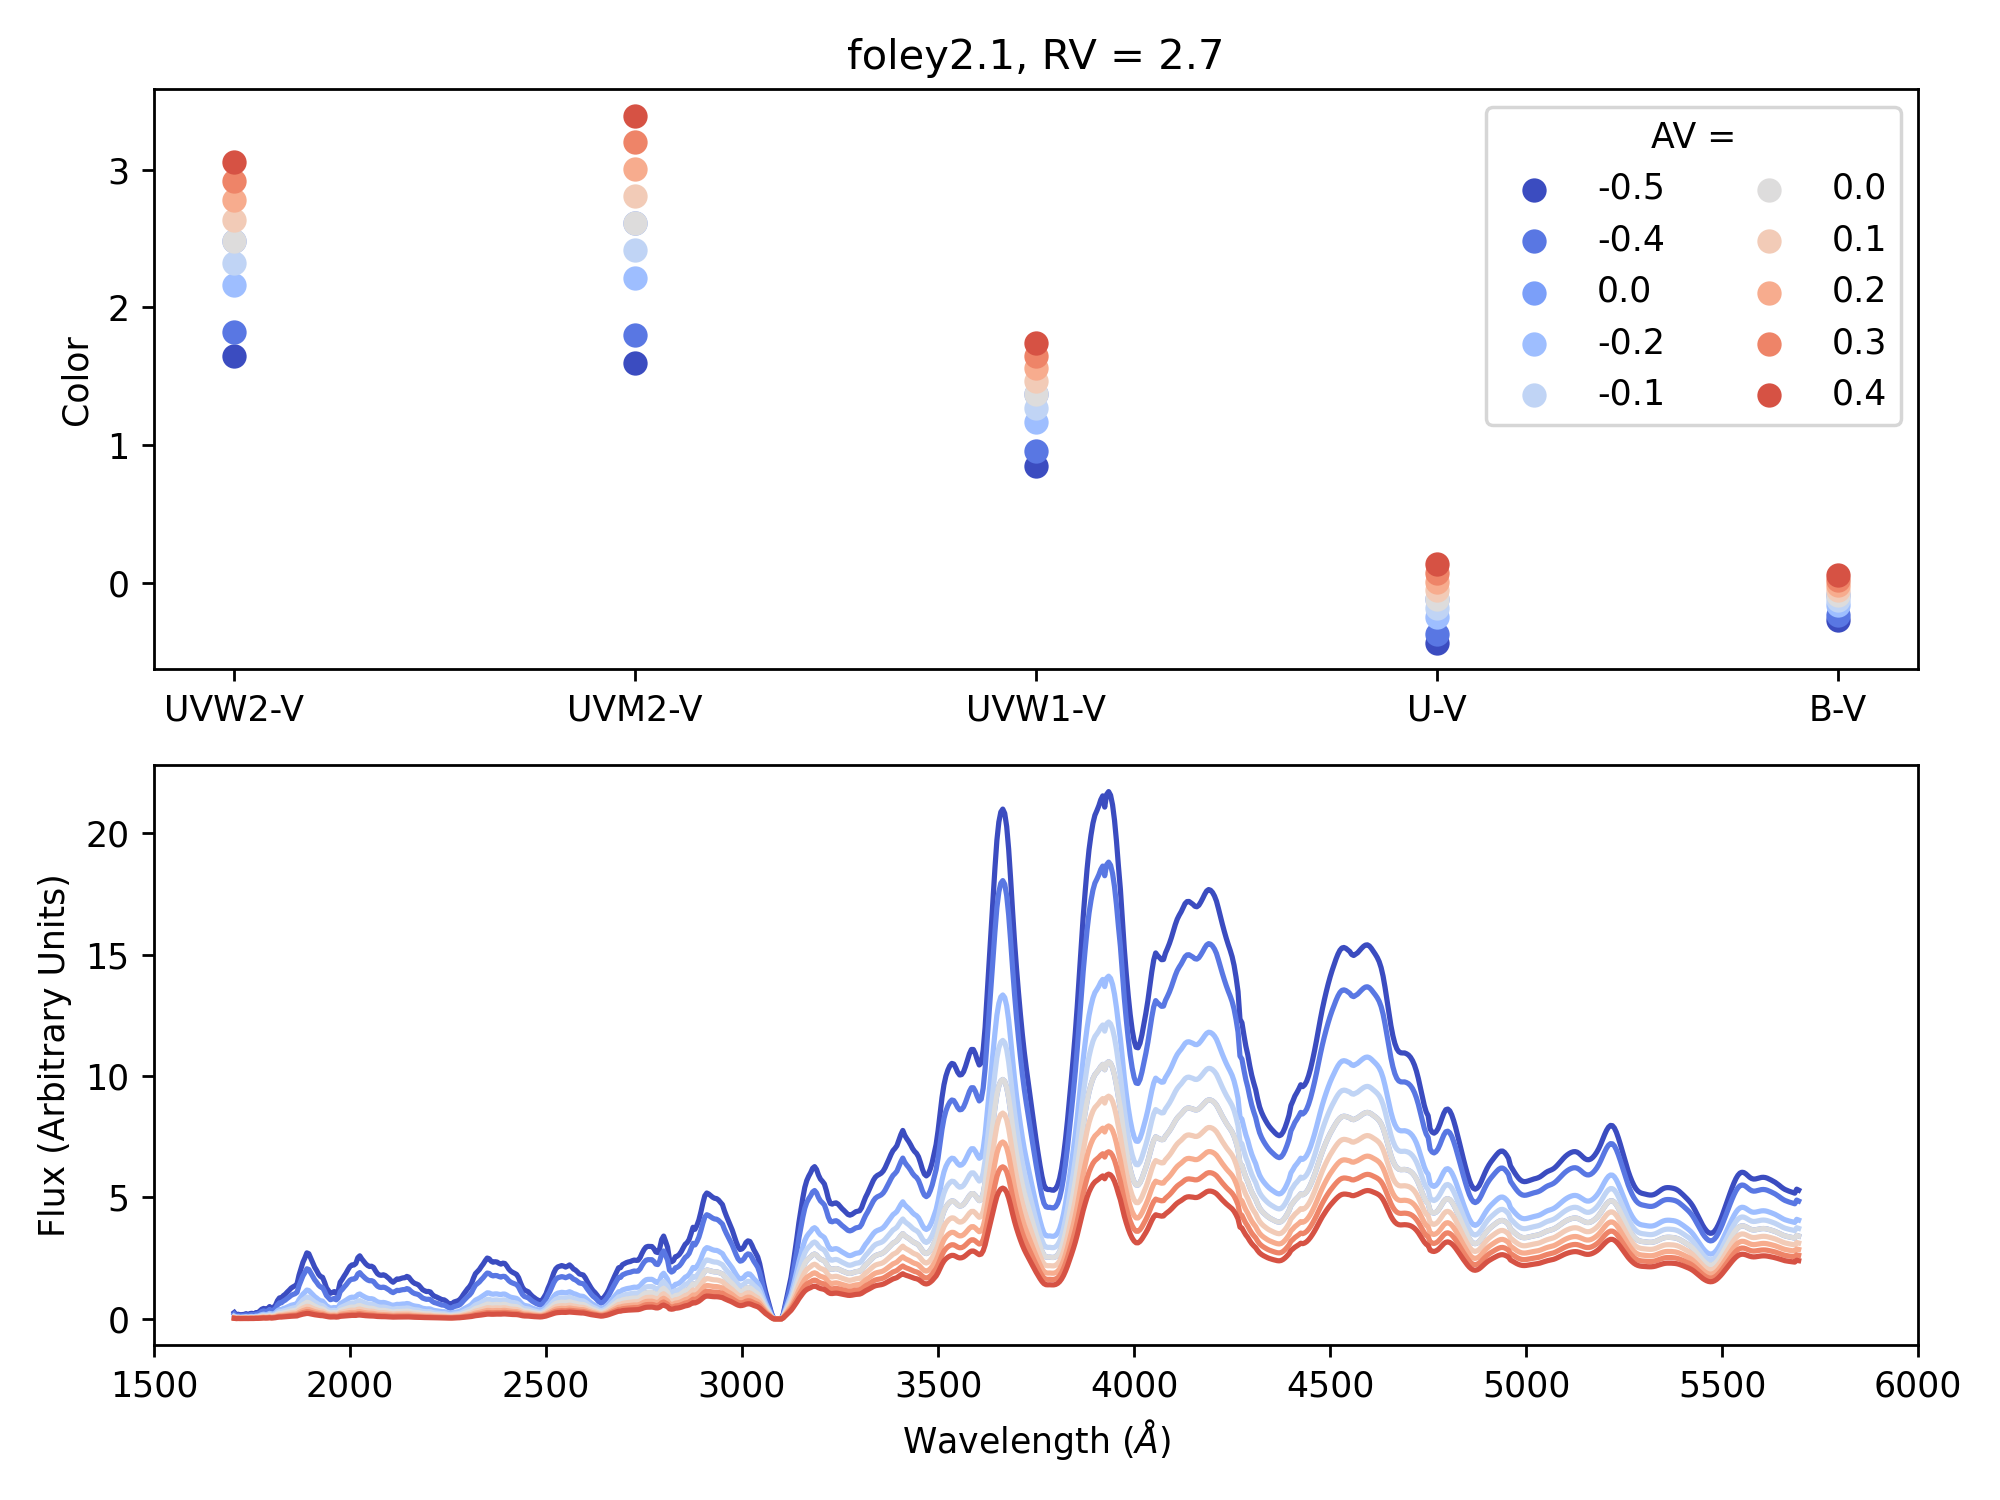 foley2.1, RV = 2.7
Color
3
2
1
0
AV =
-0.5 0.0
-0.4 0.1
0.0 0.2
-0.2 0.3
-0.1 0.4
UVW2-V UVM2-V UVW1-V U-V B-V
Flux (Arbitrary Units)
20
15
10
5
0
1500 2000 2500 3000 3500 4000 4500 5000 5500 6000
Wavelength (Å)